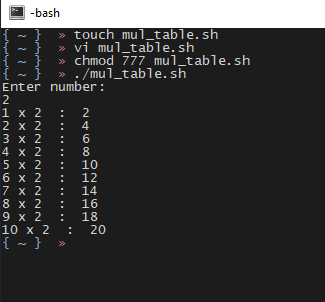 -bash
{ ~ } » touch mul_table.sh
{ ~ } » vi mul_table.sh
{ ~ } » chmod 777 mul_table.sh
{ ~ } » ./mul_table.sh
Enter number:
2
1 x 2  :  2
2 x 2  :  4
3 x 2  :  6
4 x 2  :  8
5 x 2  :  10
6 x 2  :  12
7 x 2  :  14
8 x 2  :  16
9 x 2  :  18
10 x 2  :  20
{ ~ } »